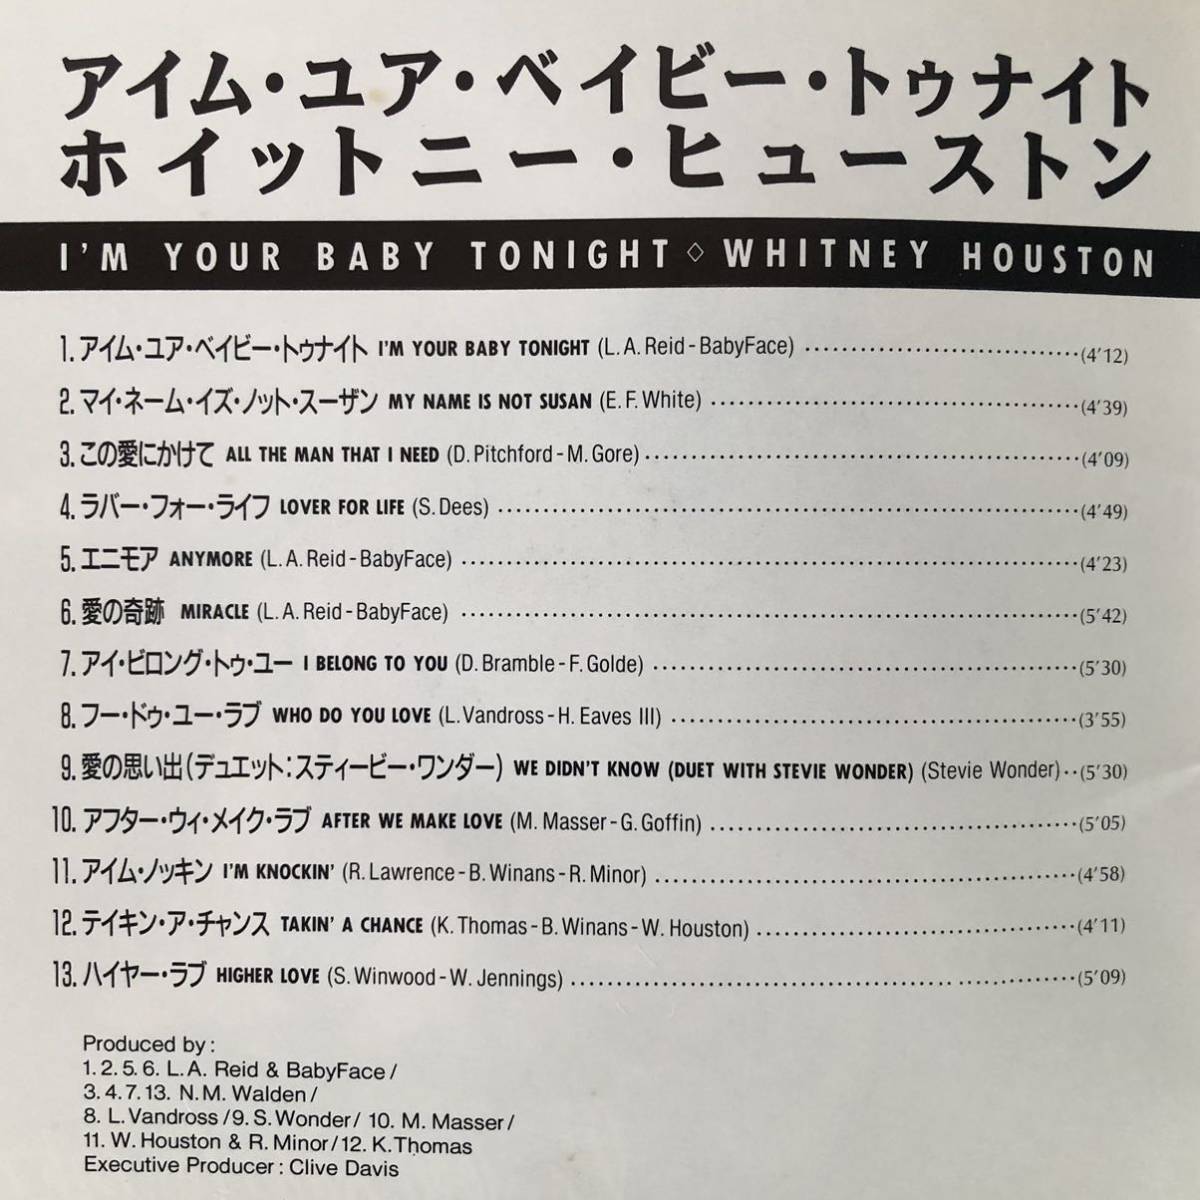 アイム・ユア・ベイビー・トゥナイト
ホイットニー・ヒューストン
I'M YOUR BABY TONIGHT ◇ WHITNEY HOUSTON
1. アイム・ユア・ベイビー・トゥナイト I'M YOUR BABY TONIGHT (L.A.Reid-BabyFace) ……(4'12)
2. マイ・ネーム・イズ・ノット・スーザン MY NAME IS NOT SUSAN (E.F.White) ……(4'39)
3. この愛にかけて ALL THE MAN THAT I NEED (D.Pitchford-M.Gore) ……(4'09)
4. ラバー・フォー・ライフ LOVER FOR LIFE (S.Dees) ……(4'49)
5. エニモア ANYMORE (L.A.Reid-BabyFace) ……(4'23)
6. 愛の奇跡 MIRACLE (L.A.Reid-BabyFace) ……(5'42)
7. アイ・ビロング・トゥ・ユー I BELONG TO YOU (D.Bramble-F.Golde) ……(5'30)
8. フー・ドゥ・ユー・ラブ WHO DO YOU LOVE (L.Vandross-H.Eaves III) ……(3'55)
9. 愛の思い出(デュエット:スティービー・ワンダー) WE DIDN'T KNOW (DUET WITH STEVIE WONDER) (Stevie Wonder)‥(5'30)
10. アフター・ウィ・メイク・ラブ AFTER WE MAKE LOVE (M.Masser-G.Goffin) ……(5'05)
11. アイム・ノッキン I'M KNOCKIN' (R.Lawrence-B.Winans-R.Minor) ……(4'58)
12. テイキン・ア・チャンス TAKIN' A CHANCE (K.Thomas-B.Winans-W.Houston) ……(4'11)
13. ハイヤー・ラブ HIGHER LOVE (S.Winwood-W.Jennings) ……(5'09)
Produced by:
1.2.5.6. L.A. Reid & BabyFace/
3.4.7.13. N.M. Walden/
8. L.Vandross/9.S.Wonder/ 10. M. Masser/
11. W. Houston & R. Minor/12. K.Thomas
Executive Producer: Clive Davis